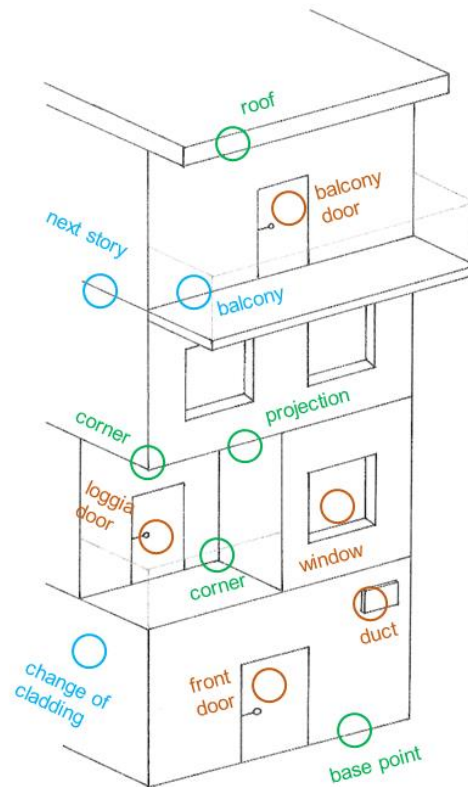 roof
balcony
door
next story
balcony
corner
projection
loggia
door
corner
window
duct
change of
cladding
front
door
base point